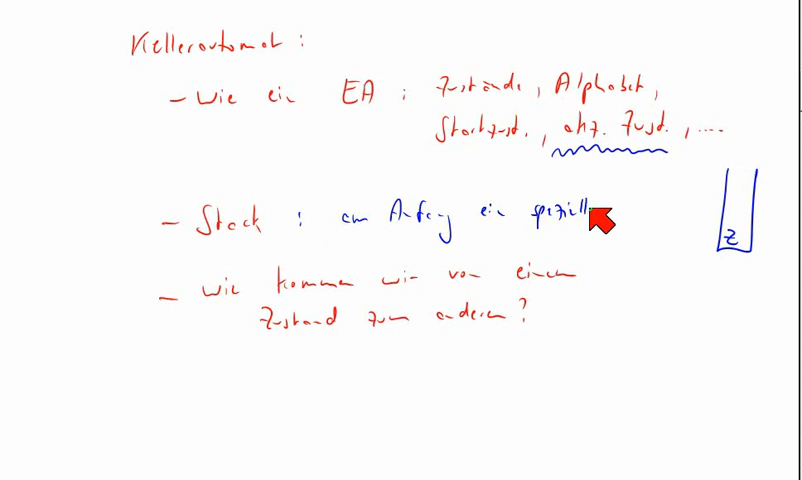 Kellerautomat :
- wie ein EA : Zustände, Alphabet,
Startzust., akz. Zust., ....
- Stack : am Anfang ein speziell
Z
- wie kommen wir von einem
Zustand zum anderen ?